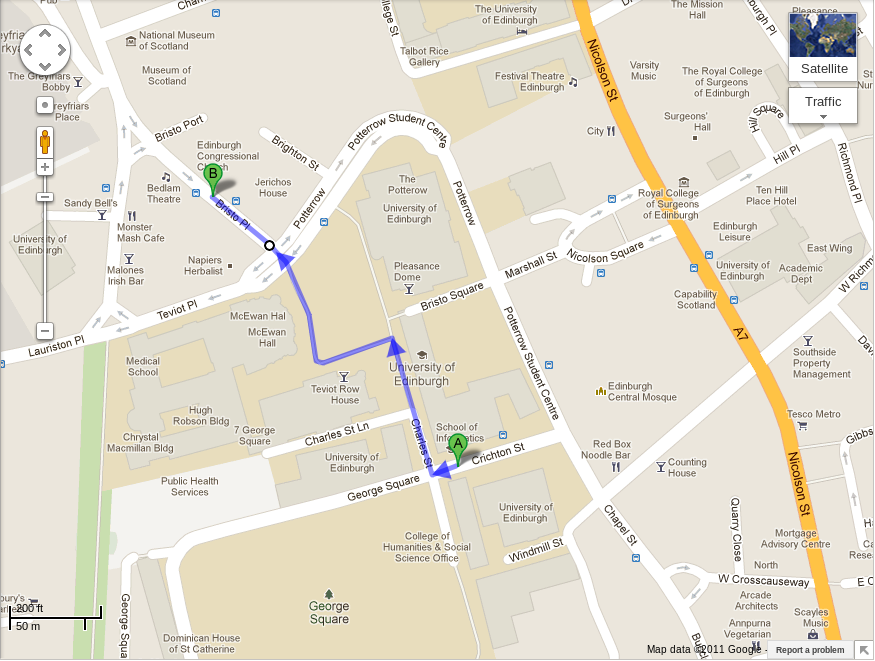 Pub
National Museum
of Scotland
Museum of
Scotland
The Greyfriars
Bobby
Greyfriars
Place
Bristo Port
Edinburgh
Congressional
Church
Bedlam
Theatre
Sandy Bell's
Monster
Mash Cafe
University of
Edinburgh
Malones
Irish Bar
Napiers
Herbalist
Teviot Pl
Lauriston Pl
Brighton St
Jerichos
House
Potterrow
Bristo Pl
B
Potterrow Student Centre
College St
The University
of Edinburgh
Talbot Rice
Gallery
Festival Theatre
Edinburgh
Nicolson St
The Mission
Hall
Varsity
Music
The Royal College
of Surgeons
of Edinburgh
Surgeons'
Hall
City
Hill Square
Hill Pl
Richmond Pl
Satellite
Traffic
The
Potterow
University of
Edinburgh
Potterrow
Pleasance
Dome
Bristo Square
Marshall St
Nicolson Square
Royal College
of Surgeons
of Edinburgh
Ten Hill
Place Hotel
Edinburgh
Leisure
University of
Edinburgh
East Wing
Academic
Dept
W Richm
Capability
Scotland
A7
McEwan Hal
McEwan
Hall
Medical
School
Teviot Row
House
University of
Edinburgh
Potterrow Student Centre
Edinburgh
Central Mosque
Southside
Property
Management
Tesco Metro
Gibbs
Hugh
Robson Bldg
Chrystal
Macmillan Bldg
7 George
Square
Charles St Ln
Charles St
School of
Informatics
A
Crichton St
University of
Edinburgh
George Square
Public Health
Services
Red Box
Noodle Bar
Counting
House
Nicolson St
University of
Edinburgh
Windmill St
Chapel St
College of
Humanities & Social
Science Office
Quarry Close
Mortgage
Advisory Centre
North
W Crosscauseway
E C
Arcade
Architects
Annpurna
Vegetarian
Scayles
Music
George Square
George
Square
Dominican House
of St Catherine
200 ft
50 m
Map data ©2011 Google -
Report a problem